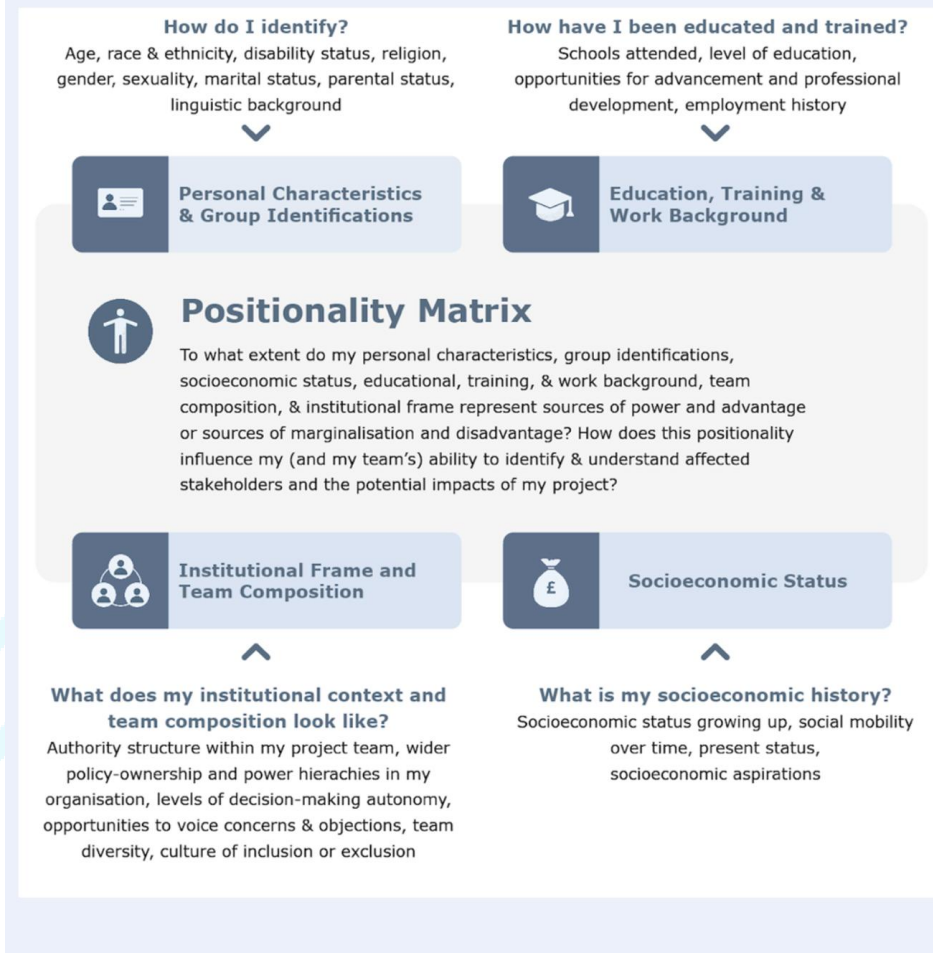 How do I identify?
Age, race & ethnicity, disability status, religion,
gender, sexuality, marital status, parental status,
linguistic background
How have I been educated and trained?
Schools attended, level of education,
opportunities for advancement and professional
development, employment history
Personal Characteristics
& Group Identifications
Education, Training &
Work Background
Positionality Matrix
To what extent do my personal characteristics, group identifications,
socioeconomic status, educational, training, & work background, team
composition, & institutional frame represent sources of power and advantage
or sources of marginalisation and disadvantage? How does this positionality
influence my (and my team's) ability to identify & understand affected
stakeholders and the potential impacts of my project?
Institutional Frame and
Team Composition
£
Socioeconomic Status
What does my institutional context and
team composition look like?
Authority structure within my project team, wider
policy-ownership and power hierachies in my
organisation, levels of decision-making autonomy,
opportunities to voice concerns & objections, team
diversity, culture of inclusion or exclusion
What is my socioeconomic history?
Socioeconomic status growing up, social mobility
over time, present status,
socioeconomic aspirations